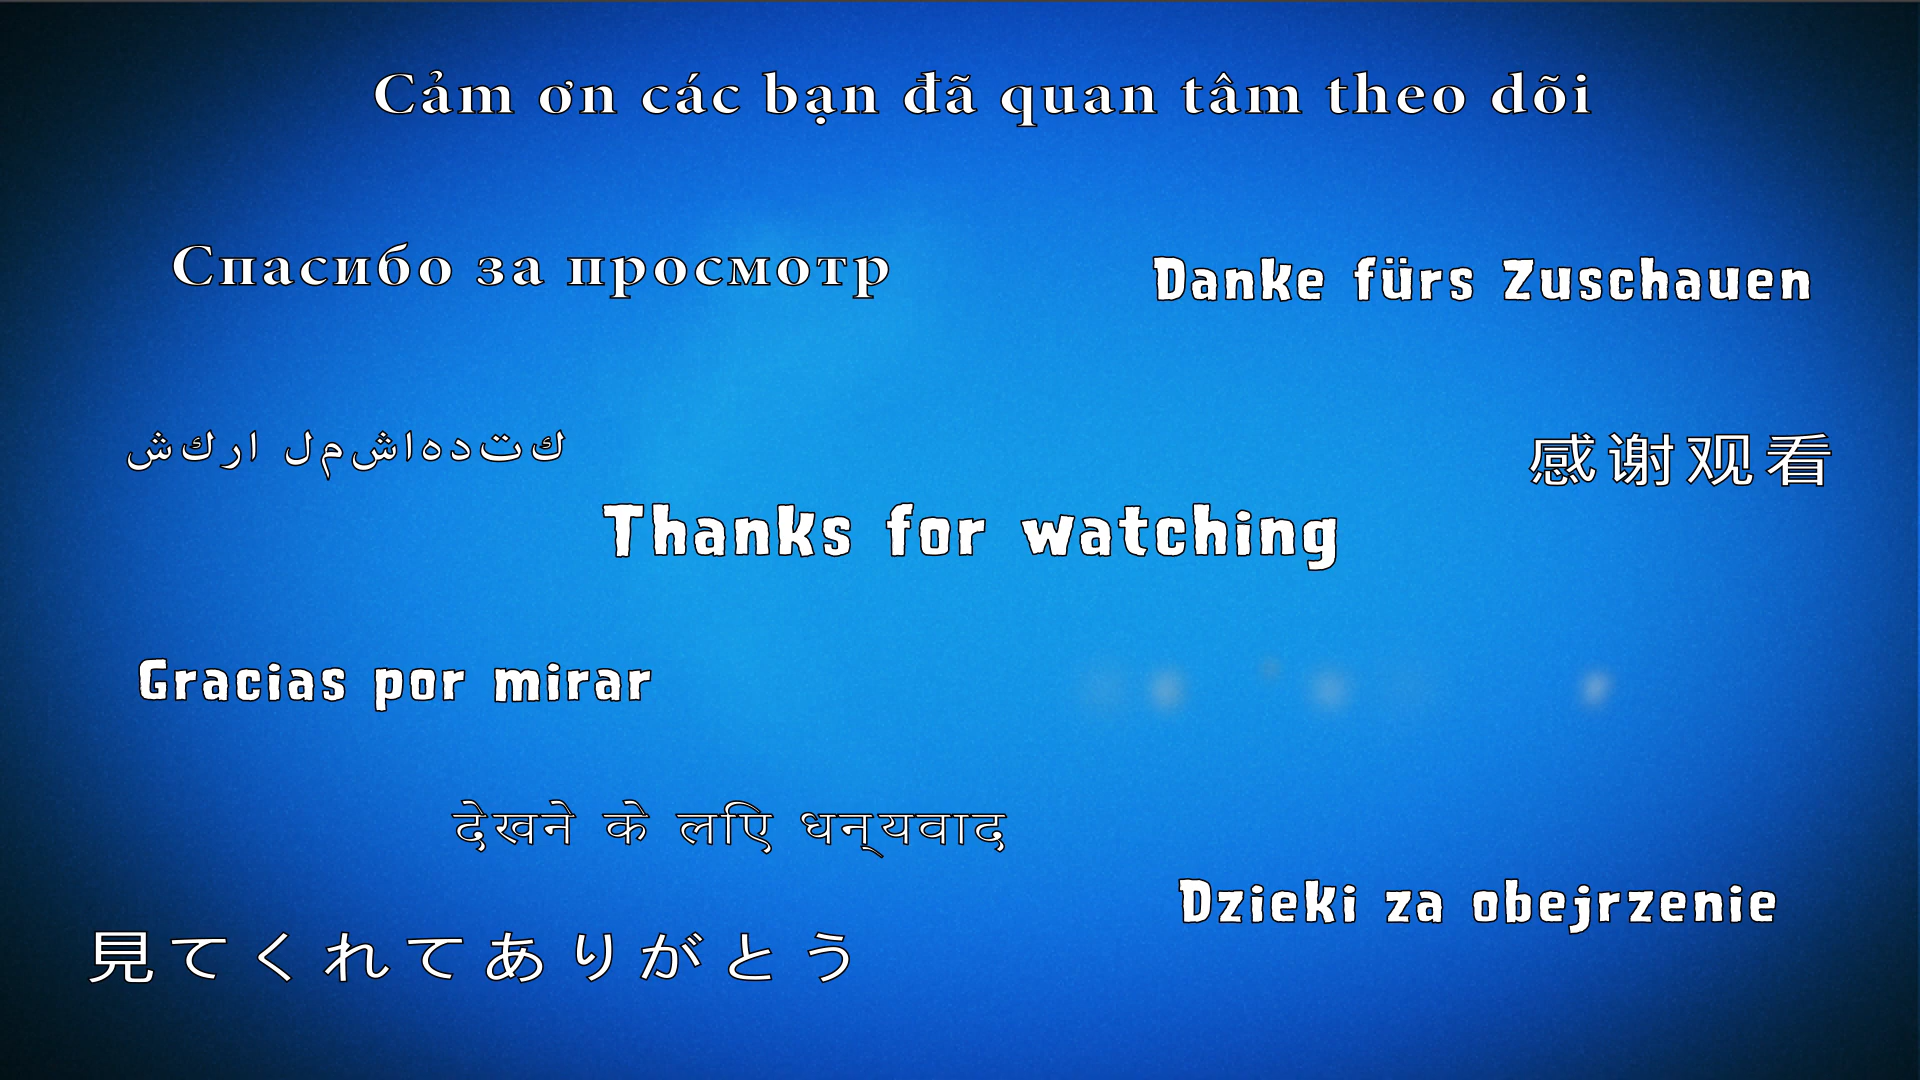 Cảm ơn các bạn đã quan tâm theo dõi
Спасибо за просмотр
Danke fürs Zuschauen
شكرا لمشاهدتك
感谢观看
Thanks for watching
Gracias por mirar
देखने के लिए धन्यवाद
Dzieki za obejrzenie
見てくれてありがとう